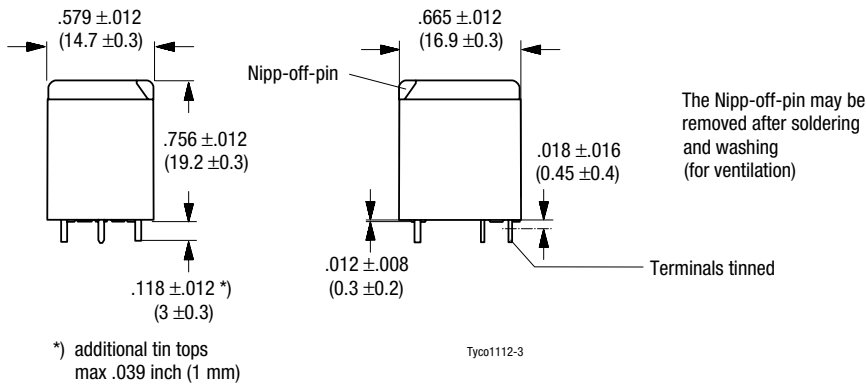 .579 ±.012
(14.7 ±0.3)
.665 ±.012
(16.9 ±0.3)
Nipp-off-pin
.756 ±.012
(19.2 ±0.3)
The Nipp-off-pin may be
removed after soldering
and washing
(for ventilation)
.018 ±.016
(0.45 ±0.4)
.118 ±.012 *)
(3 ±0.3)
.012 ±.008
(0.3 ±0.2)
Terminals tinned
*) additional tin tops
max .039 inch (1 mm)
Tyco1112-3